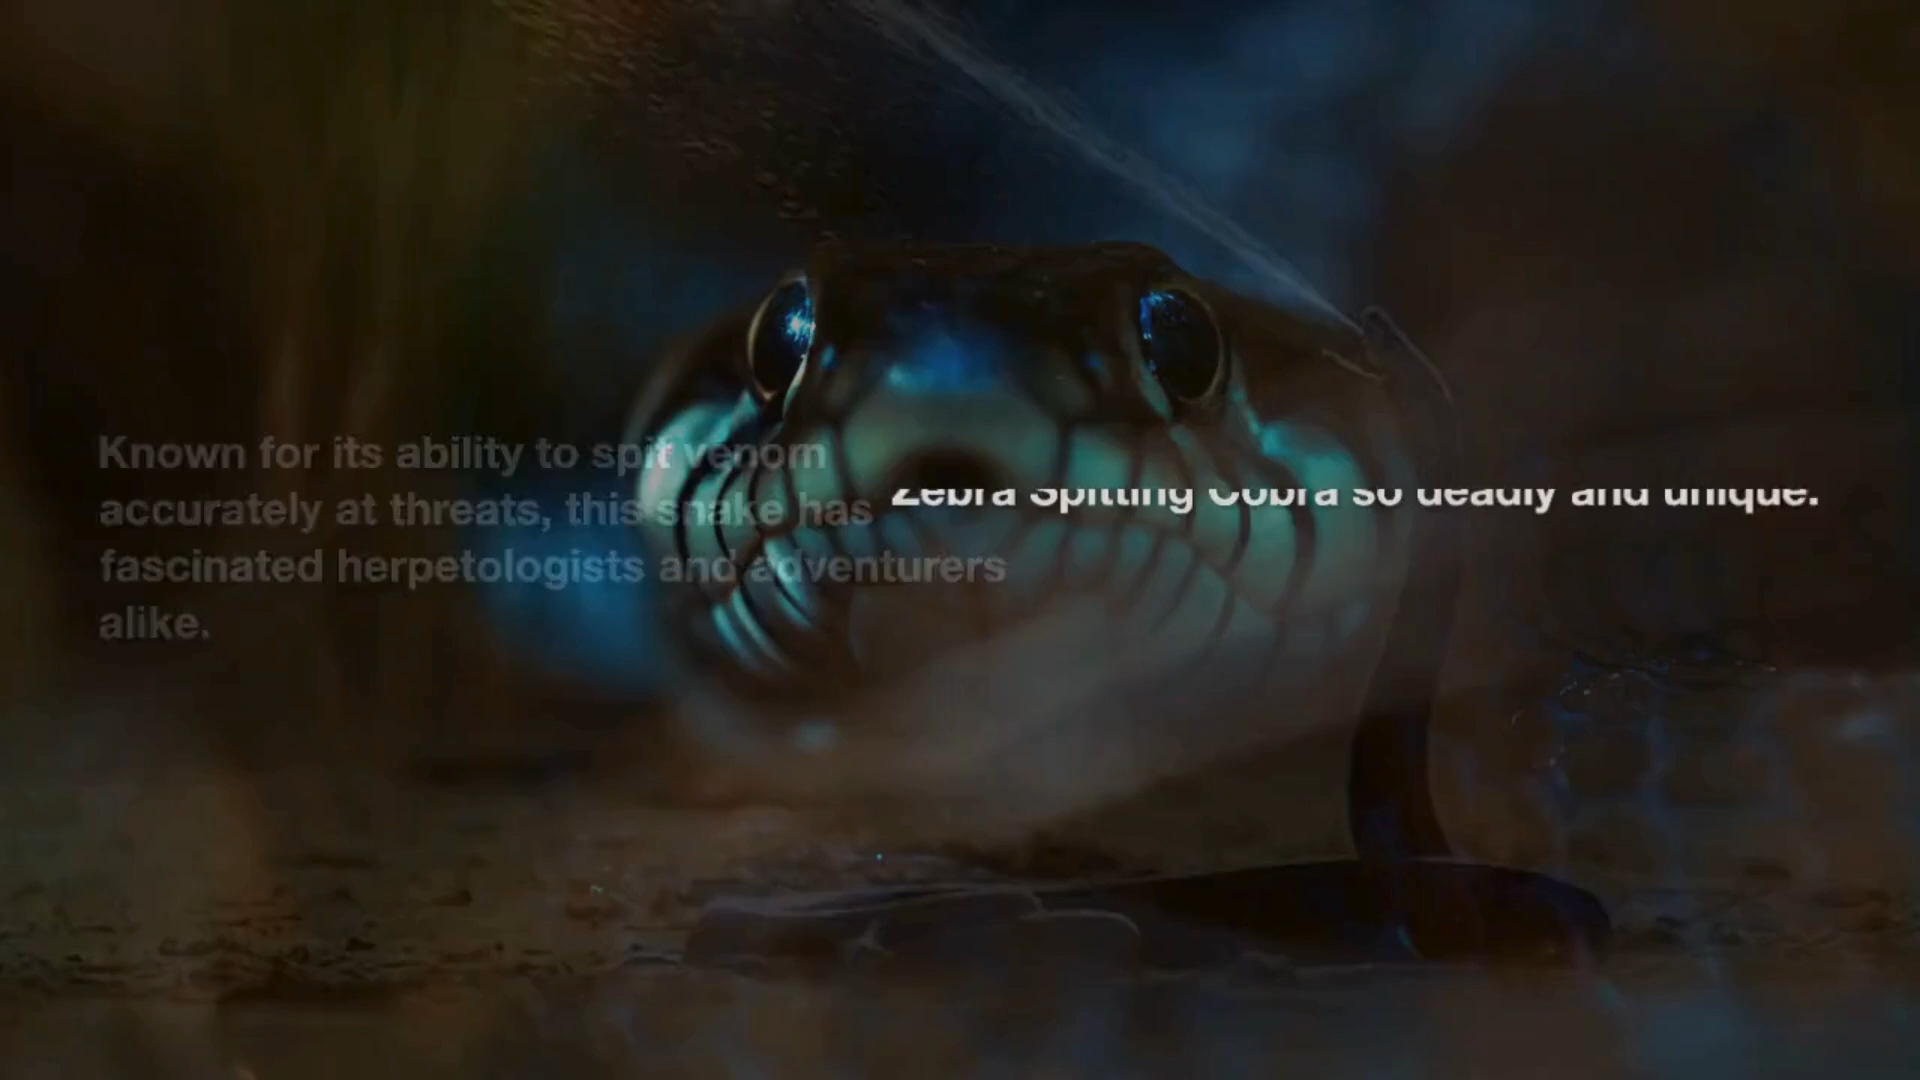 Known for its ability to spit venom
accurately at threats, this snake has
fascinated herpetologists and adventurers
alike.
Zebra Spitting Cobra so deadly and unique.